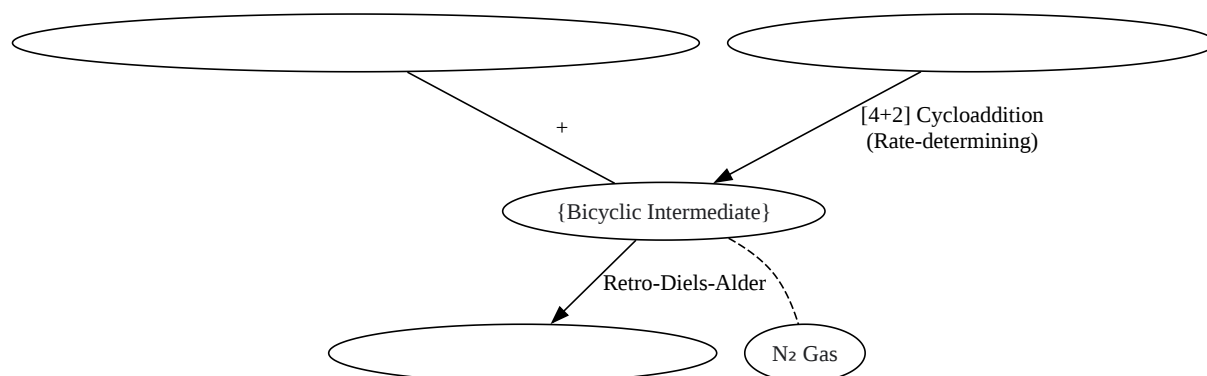 +
[4+2] Cycloaddition
(Rate-determining)
{Bicyclic Intermediate}
Retro-Diels-Alder
N₂ Gas